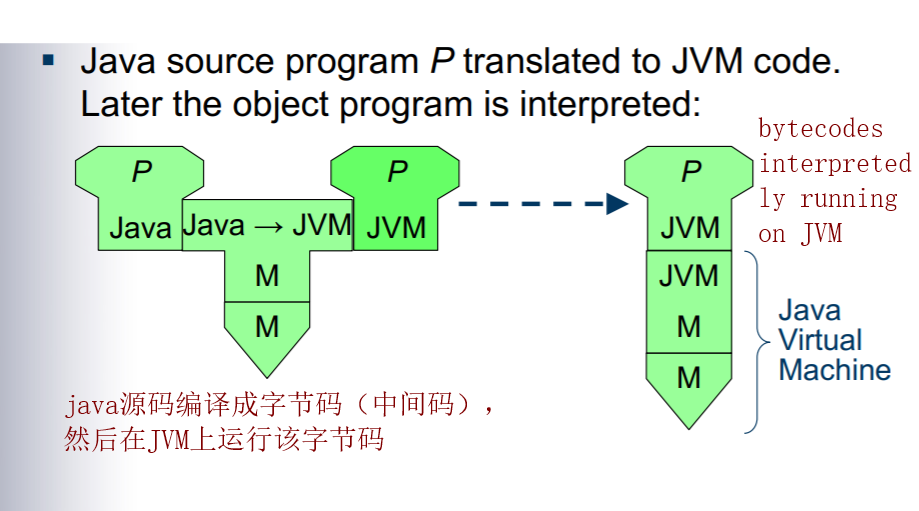 Java source program P translated to JVM code.
Later the object program is interpreted:
bytecodes
interpreted
ly running
on JVM
P
P
P
Java
Java → JVM
JVM
JVM
M
JVM
M
M
M
Java
Virtual
Machine
java源码编译成字节码（中间码），
然后在JVM上运行该字节码